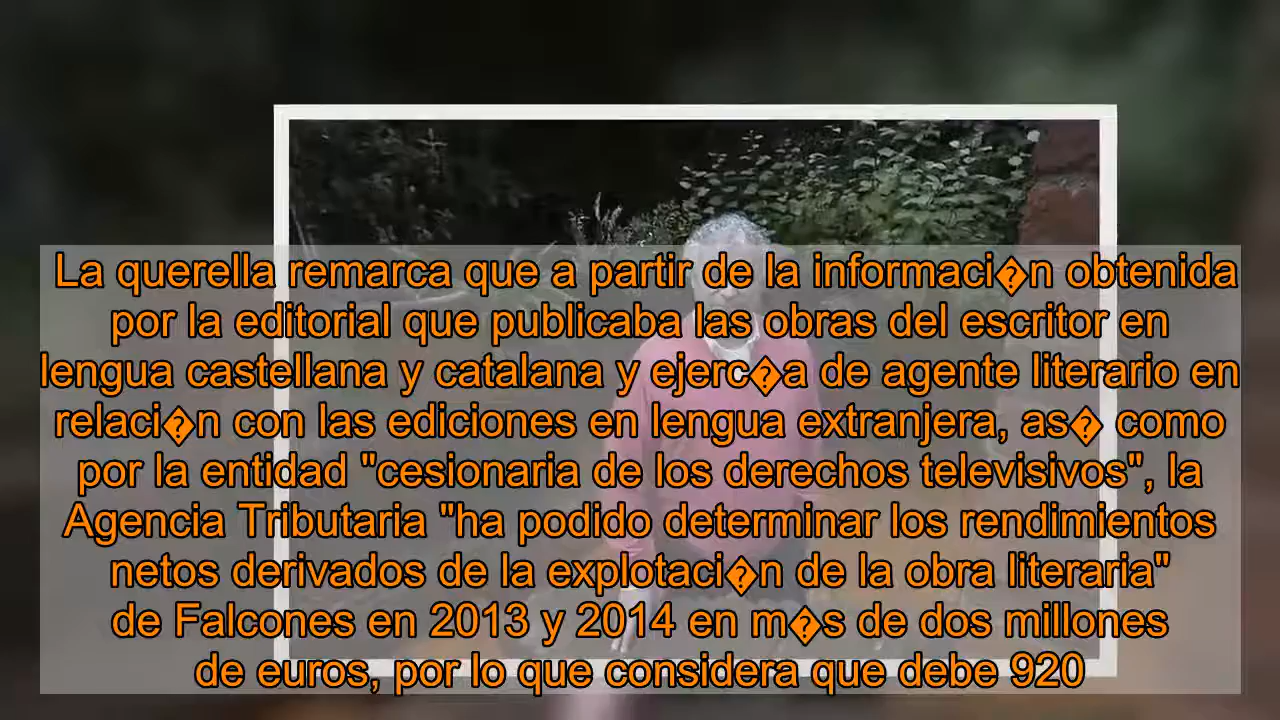 La querella remarca que a partir de la informaci�n obtenida
por la editorial que publicaba las obras del escritor en
lengua castellana y catalana y ejerc�a de agente literario en
relaci�n con las ediciones en lengua extranjera, as� como
por la entidad "cesionaria de los derechos televisivos", la
Agencia Tributaria "ha podido determinar los rendimientos
netos derivados de la explotaci�n de la obra literaria"
de Falcones en 2013 y 2014 en m�s de dos millones
de euros, por lo que considera que debe 920